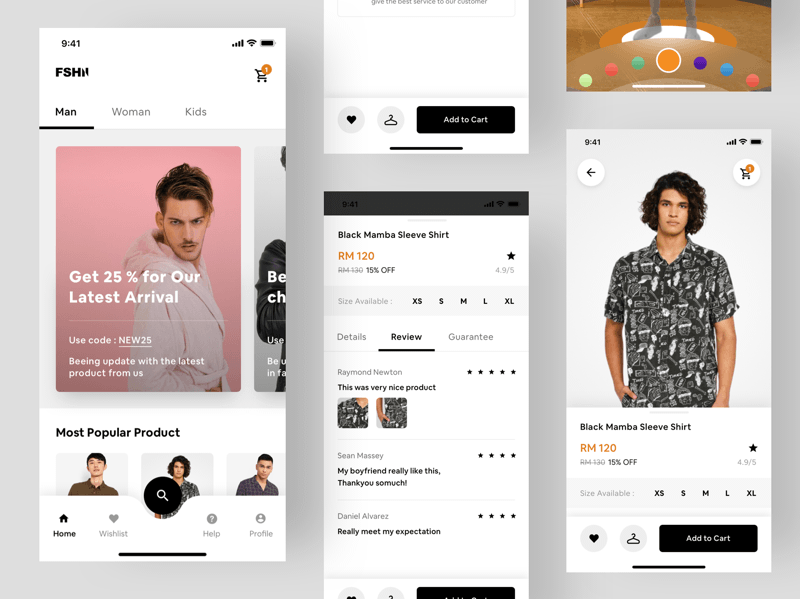 9:41
FSHN
1
Man Woman Kids
Get 25 % for Our
Latest Arrival
Use code : NEW25
Beeing update with the latest
product from us
Be
ch
Use
Be u
in fa
Most Popular Product
Home Wishlist Help Profile
give the best service to our customer
Add to Cart
9:41
Black Mamba Sleeve Shirt
RM 120
RM 130 15% OFF
4.9/5
Size Available : XS S M L XL
Details Review Guarantee
Raymond Newton
This was very nice product
Sean Massey
My boyfriend really like this,
Thankyou somuch!
Daniel Alvarez
Really meet my expectation
Add to Cart
9:41
1
Black Mamba Sleeve Shirt
RM 120
RM 130 15% OFF
4.9/5
Size Available : XS S M L XL
Add to Cart